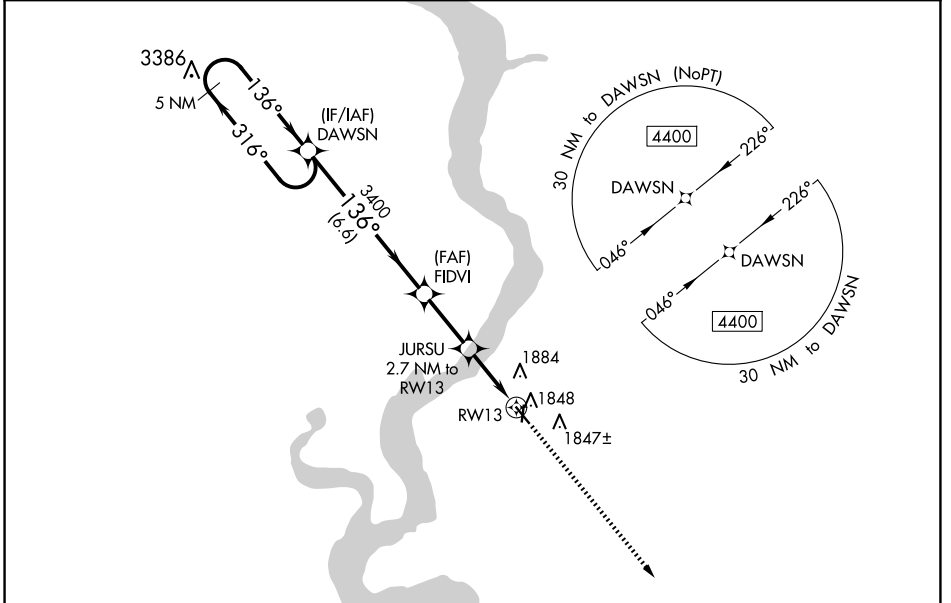 3386
5 NM
136°
316°
(IF/IAF)
DAWSN
3400
136°
(6.6)
(FAF)
FIDVI
JURSU
2.7 NM to
RW13
RW13
1884
1848
1847±
30 NM to DAWSN (NoPT)
4400
226°
DAWSN
046°
226°
DAWSN
046°
4400
30 NM to DAWSN